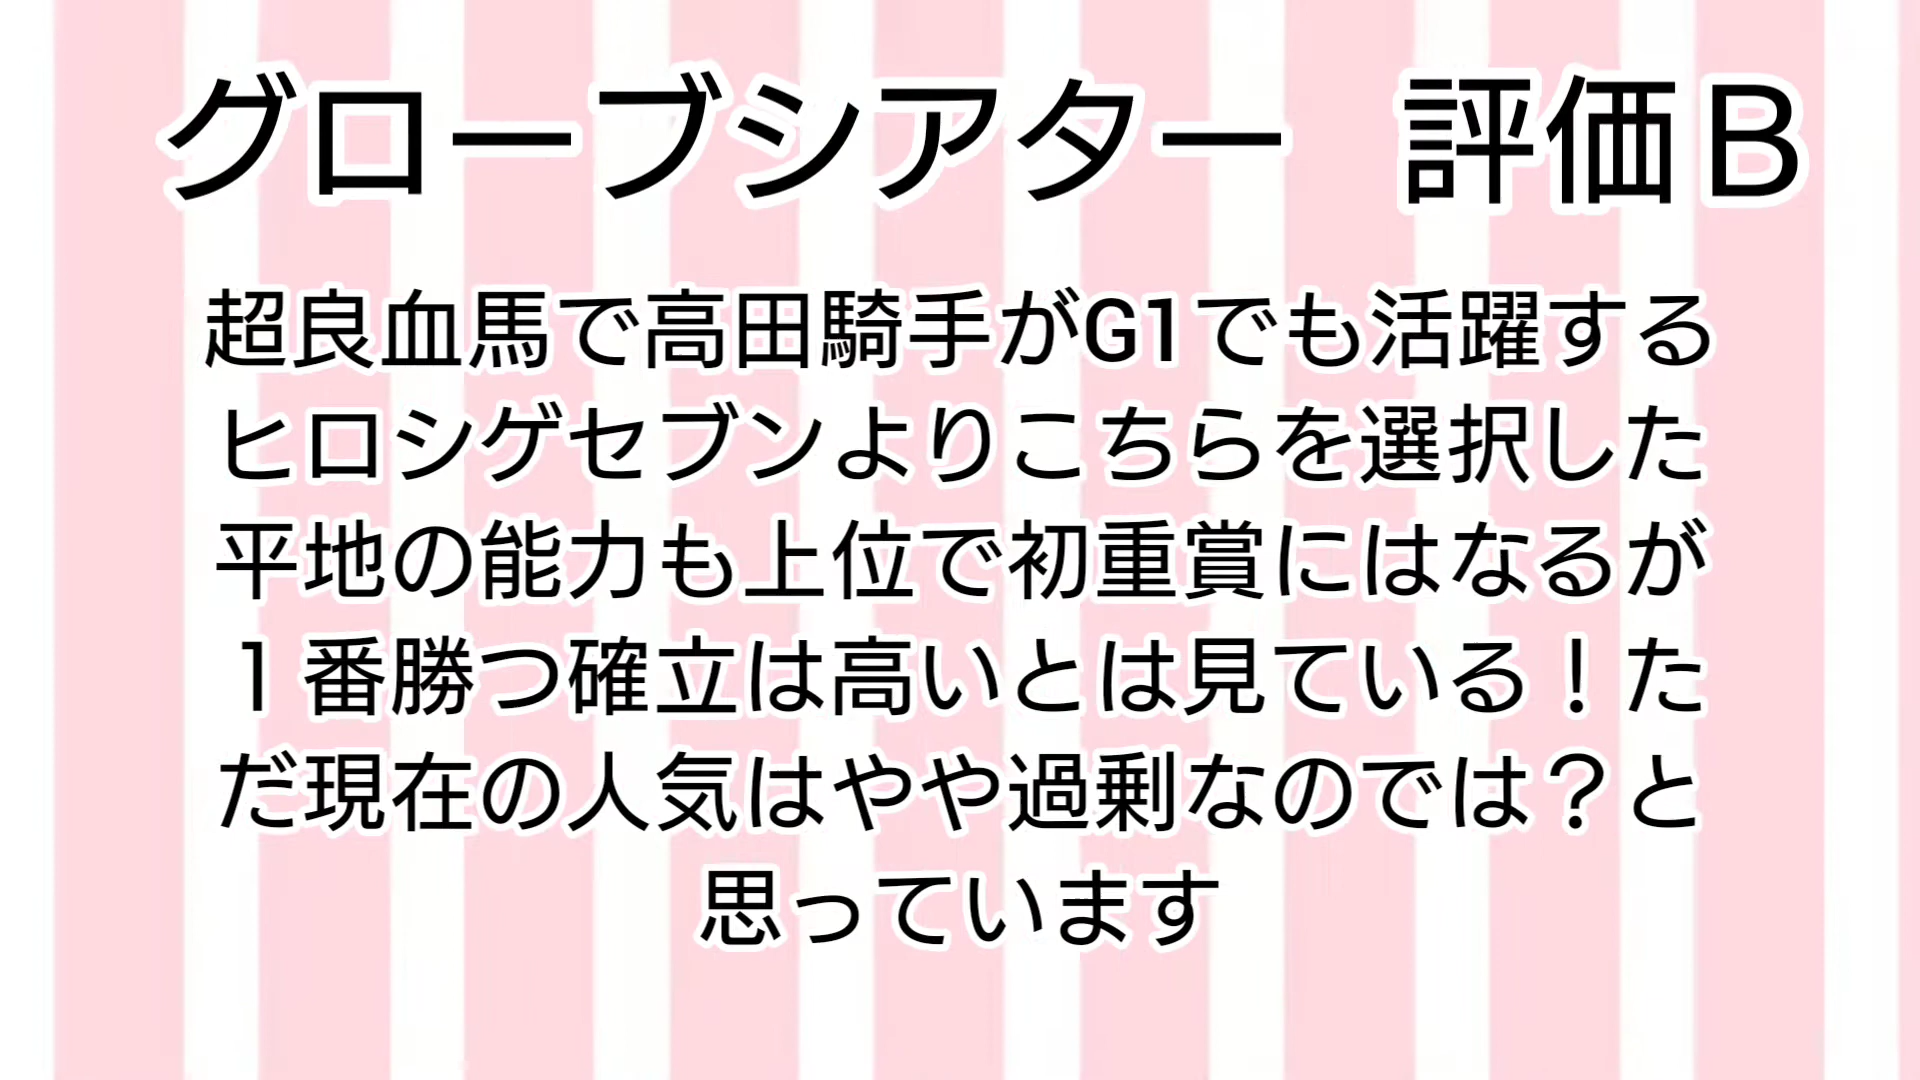 グローブシアター　評価Ｂ
超良血馬で高田騎手がG1でも活躍する
ヒロシゲセブンよりこちらを選択した
平地の能力も上位で初重賞にはなるが
１番勝つ確立は高いとは見ている！た
だ現在の人気はやや過剰なのでは？と
思っています